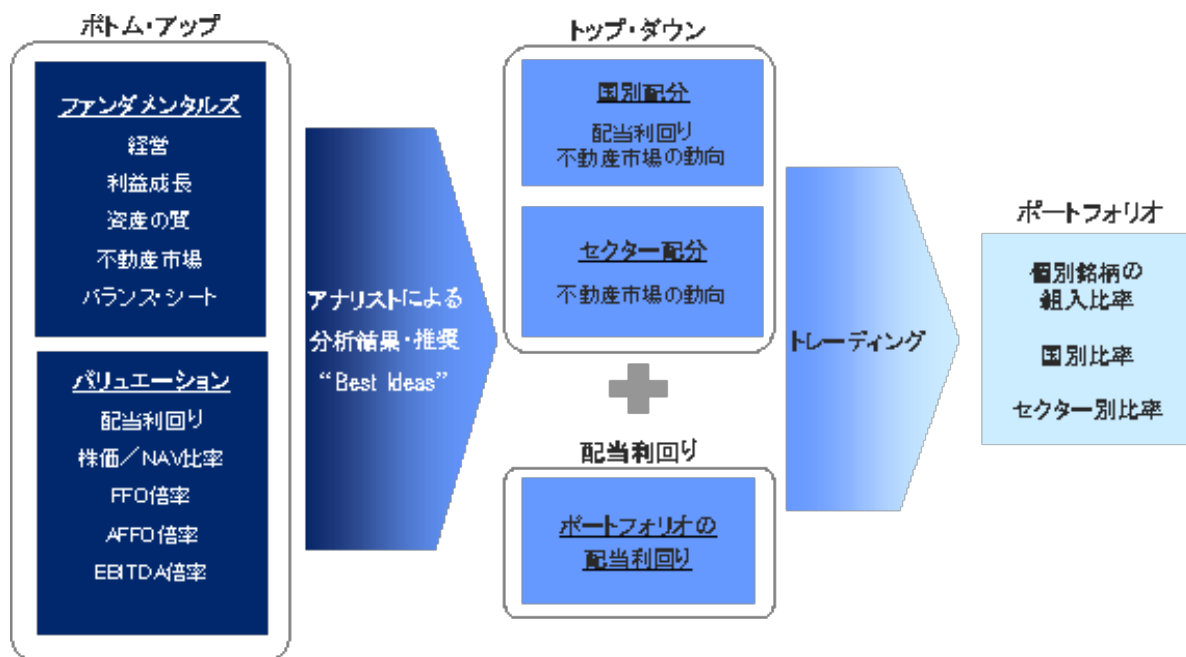 ボトム・アップ
ファンダメンタルズ
経営
利益成長
資産の質
不動産市場
バランス・シート
バリュエーション
配当利回り
株価／NAV比率
FFO倍率
AFFO倍率
EBITDA倍率
アナリストによる
分析結果・推奨
“Best Ideas”
トップ・ダウン
国別配分
配当利回り
不動産市場の動向
セクター配分
不動産市場の動向
配当利回り
ポートフォリオの
配当利回り
トレーディング
ポートフォリオ
個別銘柄の
組入比率
国別比率
セクター別比率